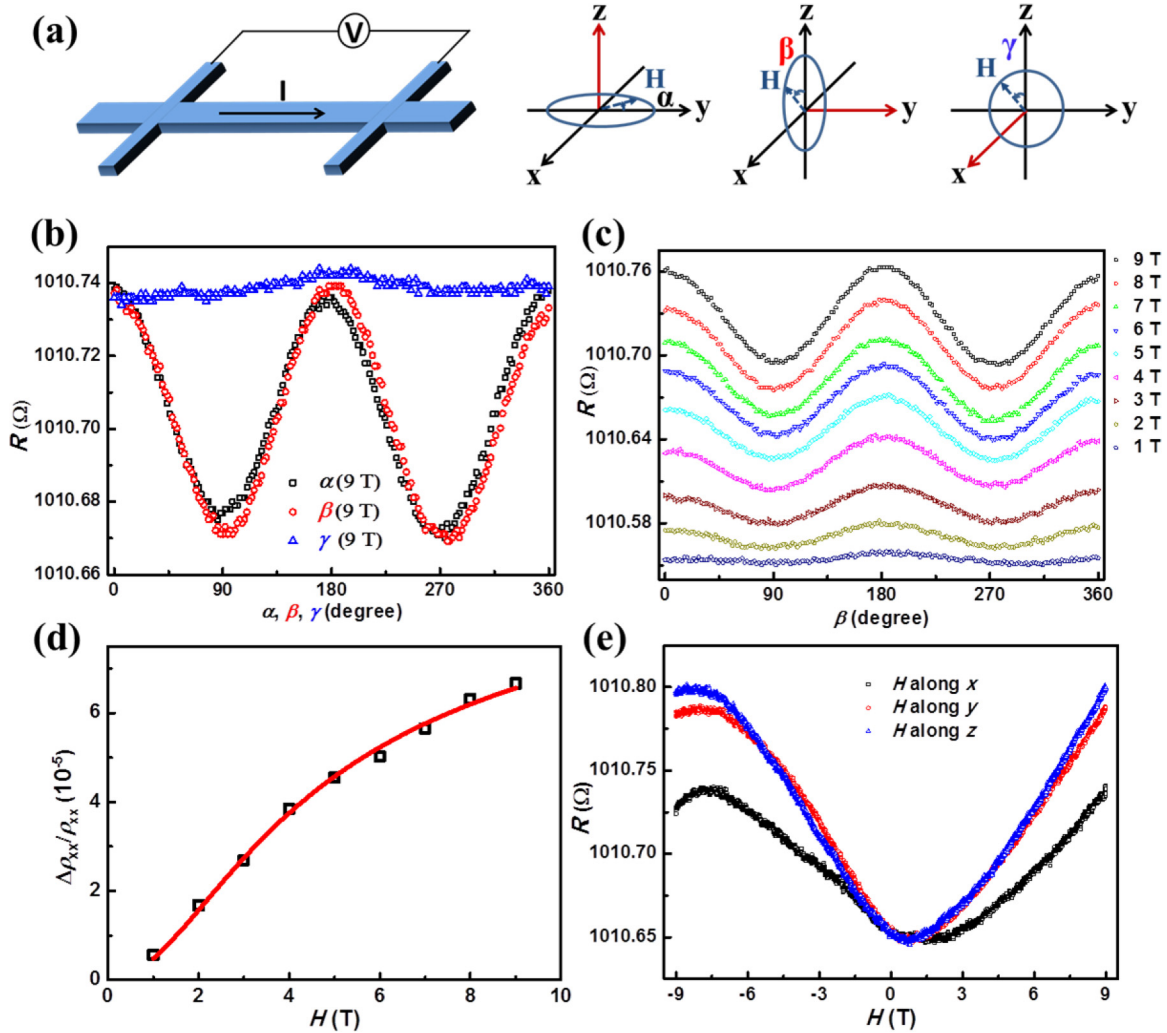 (a)
V
I
z
H
α
y
x
z
β
H
y
x
z
γ
H
y
x
(b)
R (Ω)
1010.74
1010.72
1010.70
1010.68
1010.66
α (9 T)
β (9 T)
γ (9 T)
0 90 180 270 360
α, β, γ (degree)
(c)
R (Ω)
1010.76
1010.70
1010.64
1010.58
9 T
8 T
7 T
6 T
5 T
4 T
3 T
2 T
1 T
0 90 180 270 360
β (degree)
(d)
Δρxx/ρxx (10-5)
6
4
2
0
0 2 4 6 8 10
H (T)
(e)
R (Ω)
1010.80
1010.75
1010.70
1010.65
H along x
H along y
H along z
-9 -6 -3 0 3 6 9
H (T)